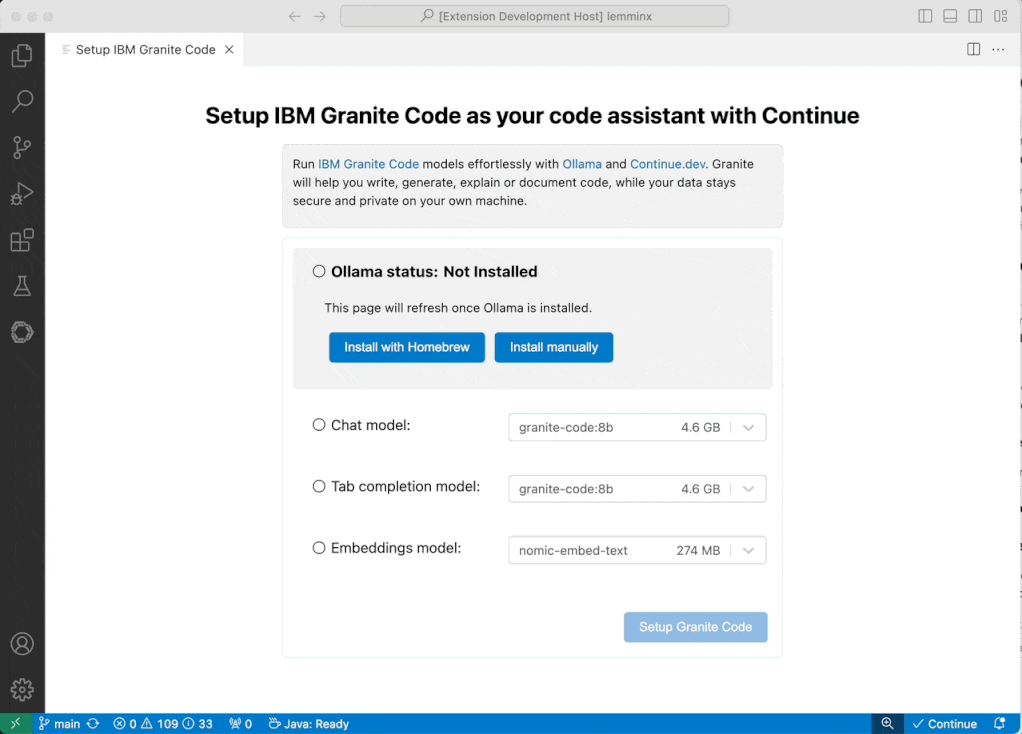 [Extension Development Host] lemminx
Setup IBM Granite Code
Setup IBM Granite Code as your code assistant with Continue
Run IBM Granite Code models effortlessly with Ollama and Continue.dev. Granite
will help you write, generate, explain or document code, while your data stays
secure and private on your own machine.
Ollama status: Not Installed
This page will refresh once Ollama is installed.
Install with Homebrew Install manually
Chat model: granite-code:8b 4.6 GB
Tab completion model: granite-code:8b 4.6 GB
Embeddings model: nomic-embed-text 274 MB
Setup Granite Code
main 0 109 33 0 Java: Ready Continue